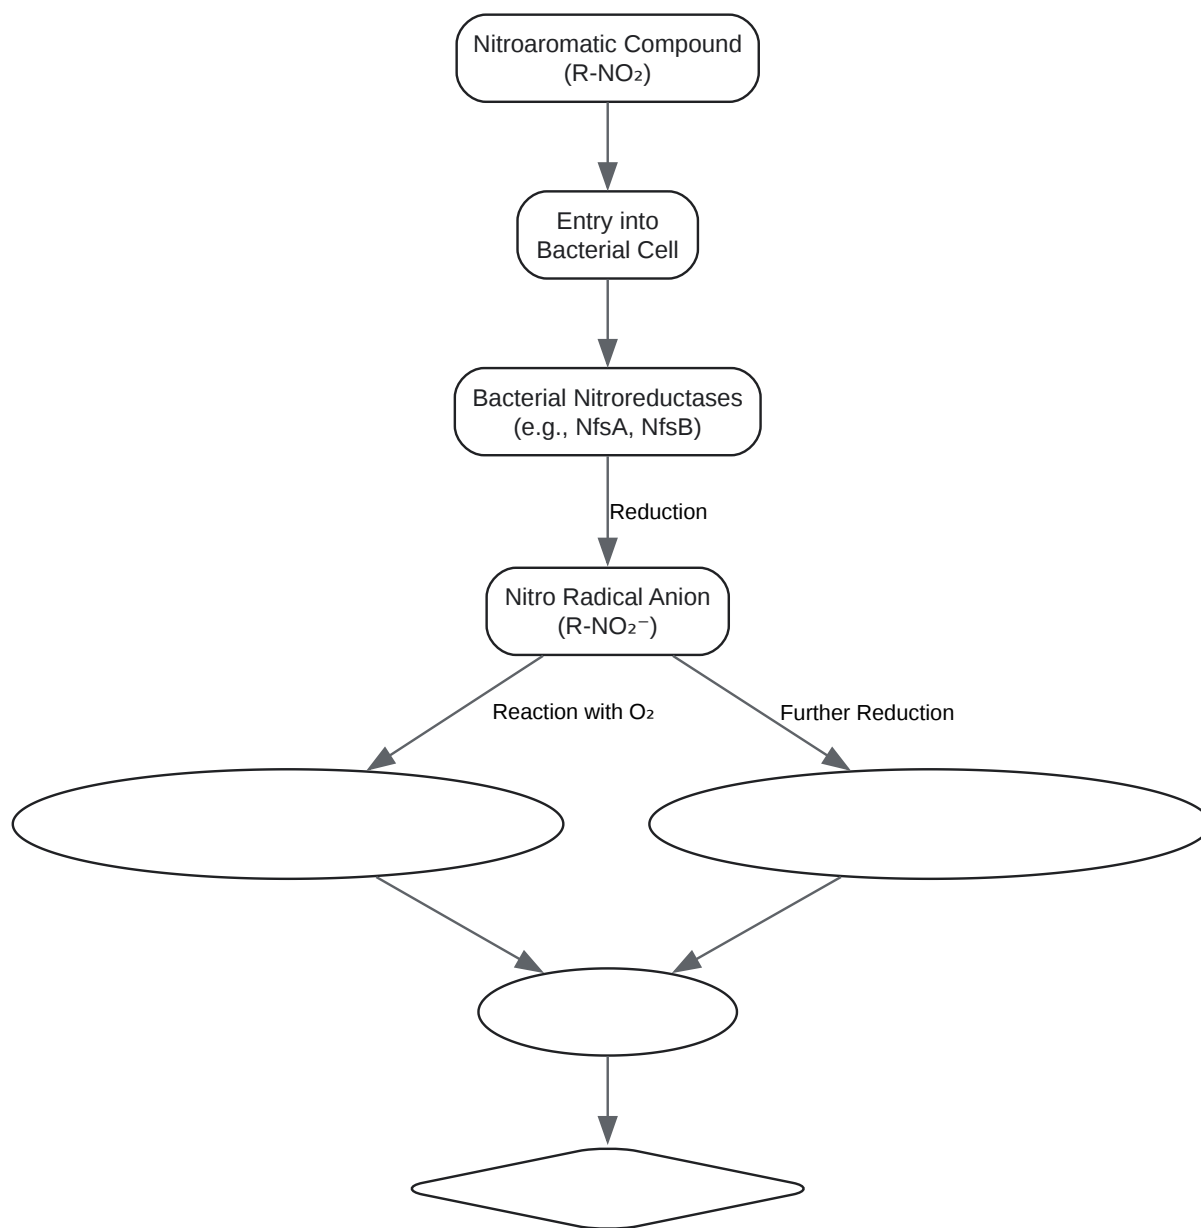 Nitroaromatic Compound
(R-NO₂)
Entry into
Bacterial Cell
Bacterial Nitroreductases
(e.g., NfsA, NfsB)
Reduction
Nitro Radical Anion
(R-NO₂⁻)
Reaction with O₂
Further Reduction